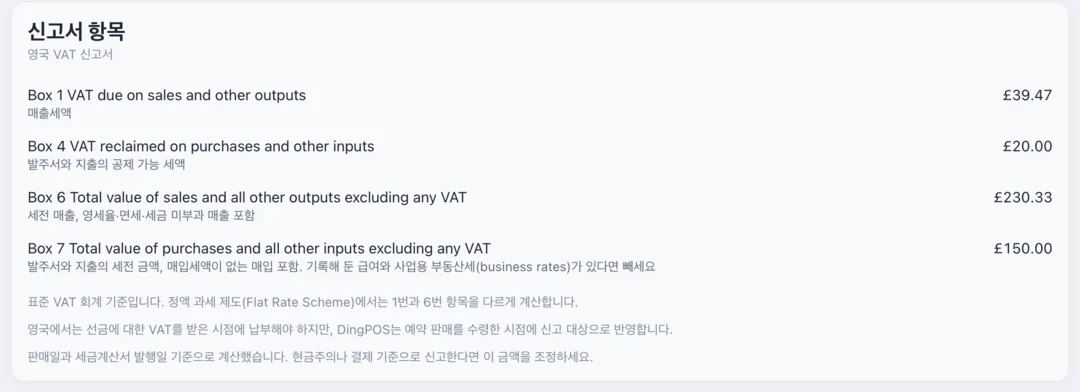 신고서 항목
영국 VAT 신고서
Box 1 VAT due on sales and other outputs £39.47
매출세액
Box 4 VAT reclaimed on purchases and other inputs £20.00
발주서와 지출의 공제 가능 세액
Box 6 Total value of sales and all other outputs excluding any VAT £230.33
세전 매출, 영세율·면세·세금 미부과 매출 포함
Box 7 Total value of purchases and all other inputs excluding any VAT £150.00
발주서와 지출의 세전 금액, 매입세액이 없는 매입 포함. 기록해 둔 급여와 사업용 부동산세(business rates)가 있다면 빼세요
표준 VAT 회계 기준입니다. 정액 과세 제도(Flat Rate Scheme)에서는 1번과 6번 항목을 다르게 계산합니다.
영국에서는 선금에 대한 VAT를 받은 시점에 납부해야 하지만, DingPOS는 예약 판매를 수령한 시점에 신고 대상으로 반영합니다.
판매일과 세금계산서 발행일 기준으로 계산했습니다. 현금주의나 결제 기준으로 신고한다면 이 금액을 조정하세요.